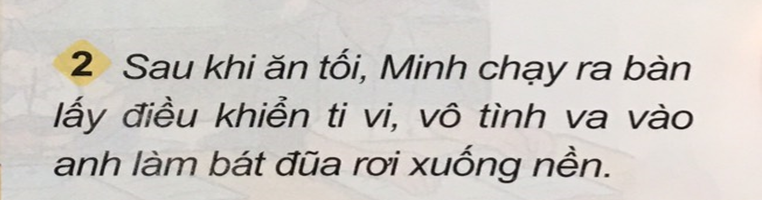 2 Sau khi ăn tối, Minh chạy ra bàn
lấy điều khiển ti vi, vô tình va vào
anh làm bát đũa rơi xuống nền.